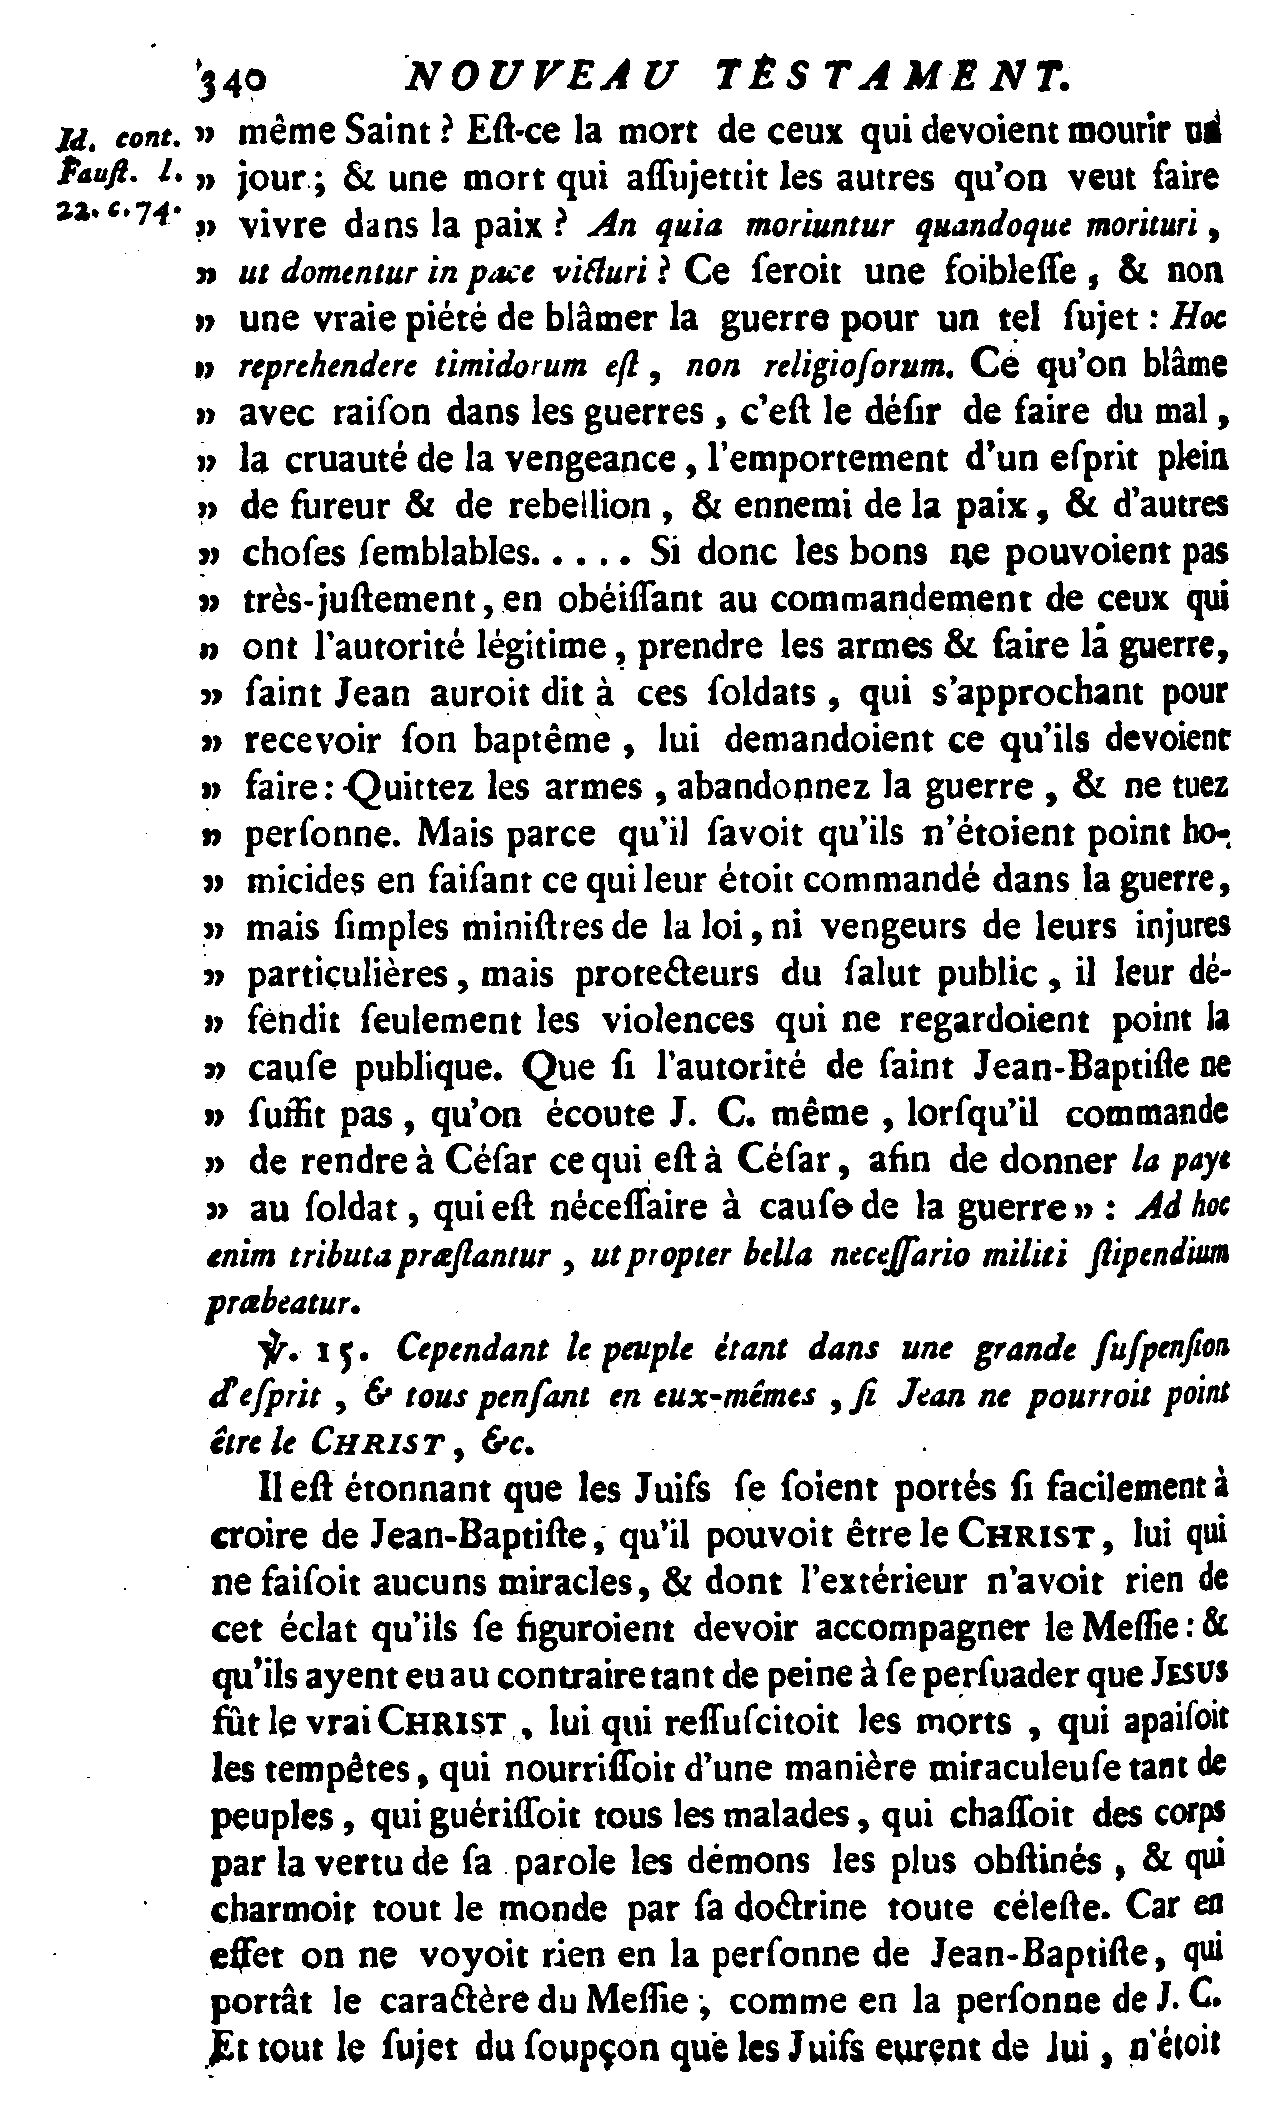 340 NOUVEAU TESTAMENT.
Id. cont.
Faust. l.
22. c. 74.
» même Saint ? Eſt-ce la mort de ceux qui devoient mourir un
» jour ; & une mort qui aſſujettit les autres qu'on veut faire
» vivre dans la paix ? An quia moriuntur quandoque morituri ,
» ut domentur in pace victuri ? Ce ſeroit une foibleſſe , & non
» une vraie piété de blâmer la guerre pour un tel ſujet : Hoc
» reprehendere timidorum eſt , non religioſorum. Ce qu'on blâme
» avec raiſon dans les guerres , c'eſt le déſir de faire du mal ,
» la cruauté de la vengeance , l'emportement d'un eſprit plein
» de fureur & de rebellion , & ennemi de la paix , & d'autres
» choſes ſemblables. . . . . Si donc les bons ne pouvoient pas
» très-juſtement , en obéiſſant au commandement de ceux qui
» ont l'autorité légitime , prendre les armes & faire la guerre,
» ſaint Jean auroit dit à ces ſoldats , qui s'approchant pour
» recevoir ſon baptême , lui demandoient ce qu'ils devoient
» faire : Quittez les armes , abandonnez la guerre , & ne tuez
» perſonne. Mais parce qu'il ſavoit qu'ils n'étoient point ho-
» micides en faiſant ce qui leur étoit commandé dans la guerre,
» mais ſimples miniſtres de la loi , ni vengeurs de leurs injures
» particulières , mais protecteurs du ſalut public , il leur dé-
» fendit ſeulement les violences qui ne regardoient point la
» cauſe publique. Que ſi l'autorité de ſaint Jean-Baptiſte ne
» ſuffit pas , qu'on écoute J. C. même , lorſqu'il commande
» de rendre à Céſar ce qui eſt à Céſar , afin de donner la paye
» au ſoldat , qui eſt néceſſaire à cauſe de la guerre » : Ad hoc
enim tributa præſtantur , ut propter bella neceſſario militi ſtipendium
præbeatur.
℣. 15. Cependant le peuple étant dans une grande ſuſpenſion
d'eſprit , & tous penſant en eux-mêmes , ſi Jean ne pourroit point
être le CHRIST , &c.
Il eſt étonnant que les Juifs ſe ſoient portés ſi facilement à
croire de Jean-Baptiſte , qu'il pouvoit être le CHRIST , lui qui
ne faiſoit aucuns miracles , & dont l'extérieur n'avoit rien de
cet éclat qu'ils ſe figuroient devoir accompagner le Meſſie : &
qu'ils ayent eu au contraire tant de peine à ſe perſuader que JESUS
fût le vrai CHRIST , lui qui reſſuſcitoit les morts , qui apaiſoit
les tempêtes , qui nourriſſoit d'une manière miraculeuſe tant de
peuples , qui guériſſoit tous les malades , qui chaſſoit des corps
par la vertu de ſa parole les démons les plus obſtinés , & qui
charmoit tout le monde par ſa doctrine toute céleſte. Car en
effet on ne voyoit rien en la perſonne de Jean-Baptiſte , qui
portât le caractère du Meſſie ; comme en la perſonne de J. C.
Et tout le ſujet du ſoupçon que les Juifs eurent de lui , n'étoit